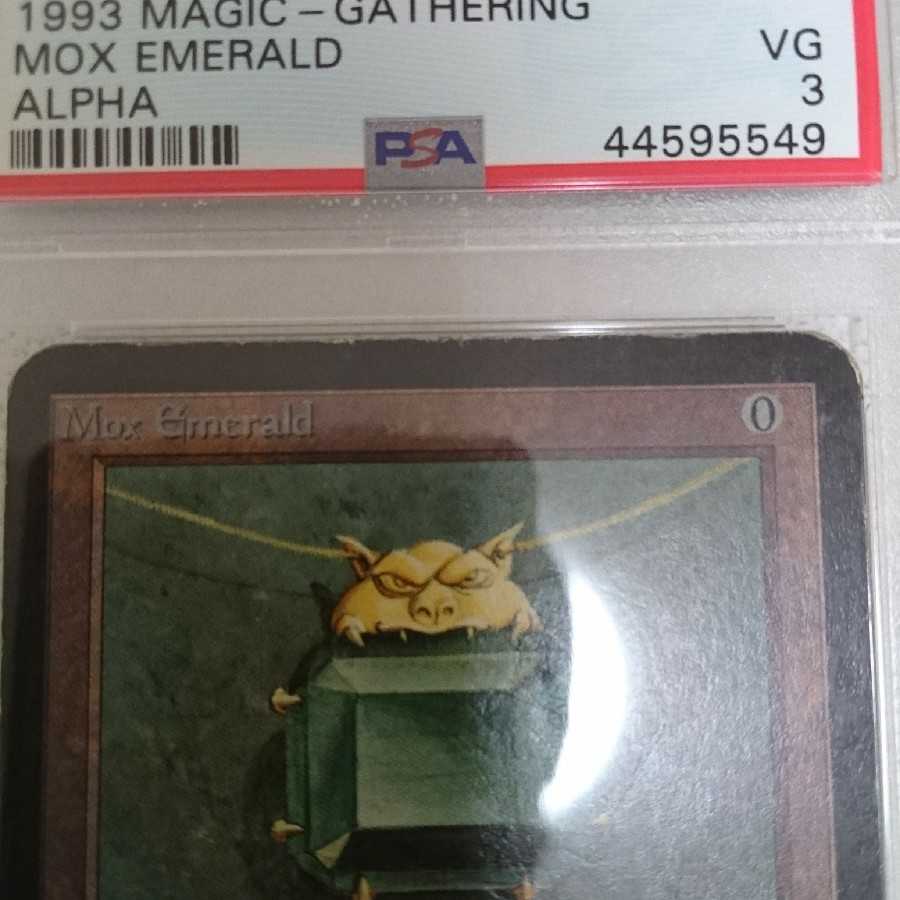 1993 MAGIC-GATHERING
MOX EMERALD
VG
ALPHA
3
PSA
44595549
Mox Emerald
0